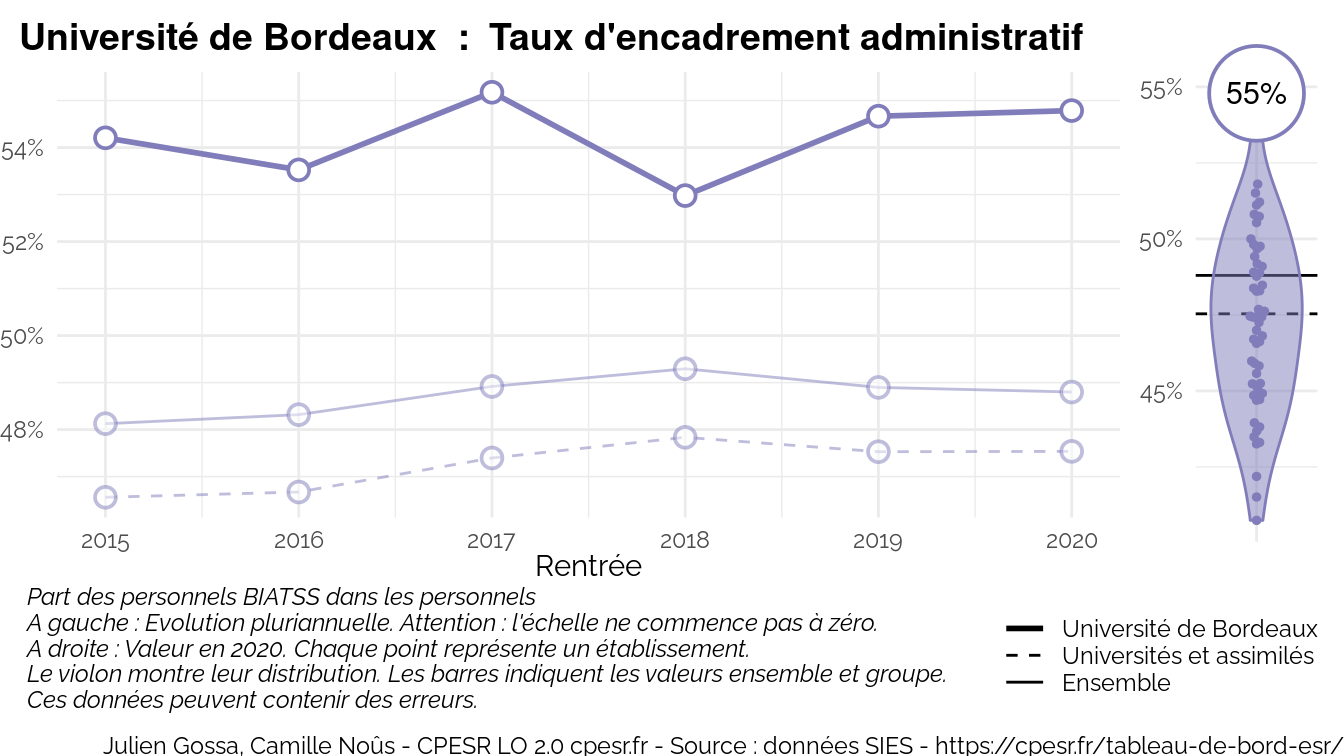 Université de Bordeaux : Taux d'encadrement administratif
54%
52%
50%
48%
2015 2016 2017 2018 2019 2020
Rentrée
55%
50%
45%
55%
Part des personnels BIATSS dans les personnels
A gauche : Evolution pluriannuelle. Attention : l'échelle ne commence pas à zéro.
A droite : Valeur en 2020. Chaque point représente un établissement.
Le violon montre leur distribution. Les barres indiquent les valeurs ensemble et groupe.
Ces données peuvent contenir des erreurs.
Université de Bordeaux
Universités et assimilés
Ensemble
Julien Gossa, Camille Noûs - CPESR LO 2.0 cpesr.fr - Source : données SIES - https://cpesr.fr/tableau-de-bord-esr/